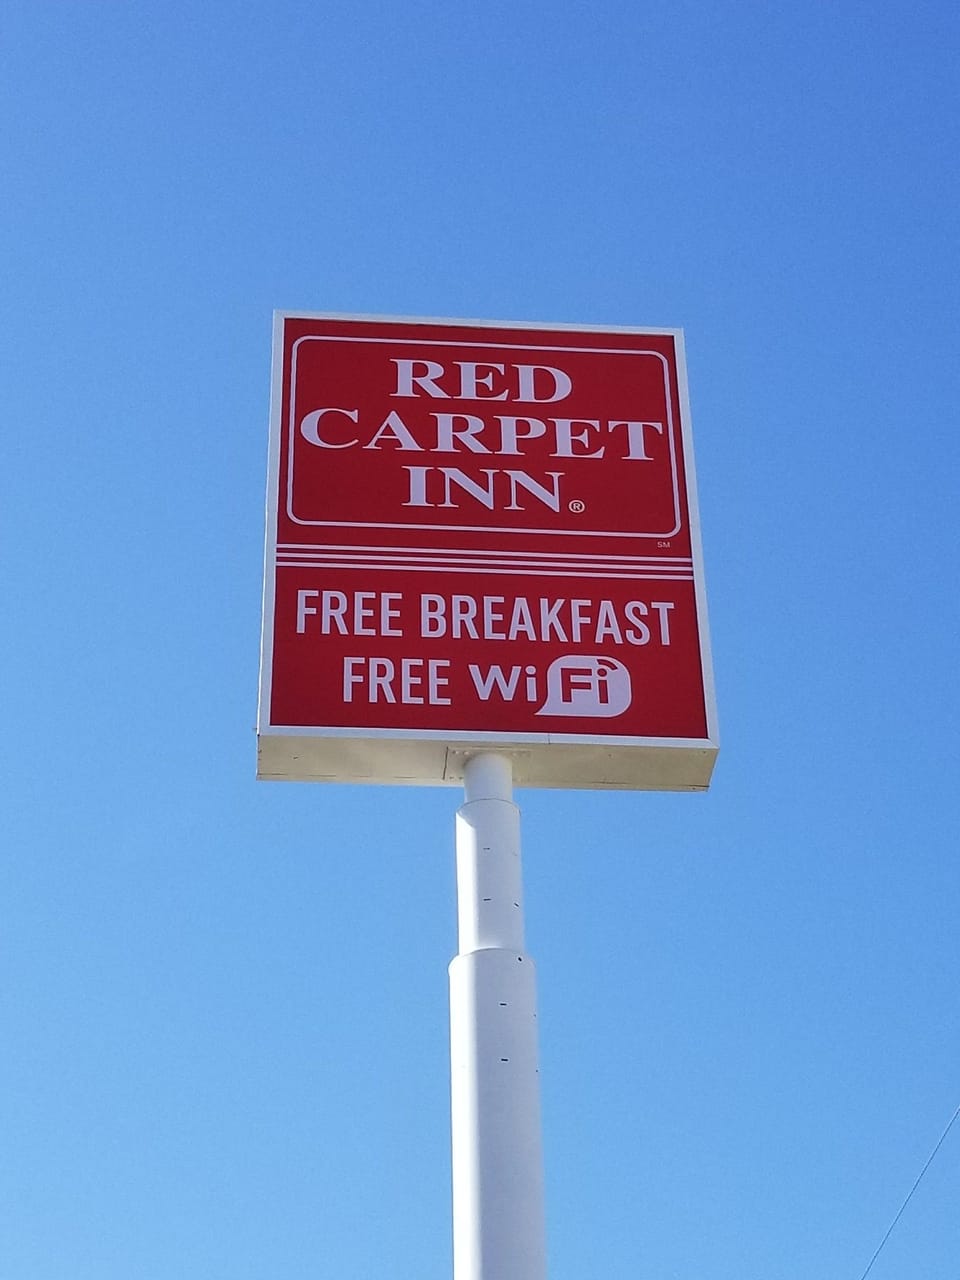 RED
CARPET
INN®
SM
FREE BREAKFAST
FREE WiFi